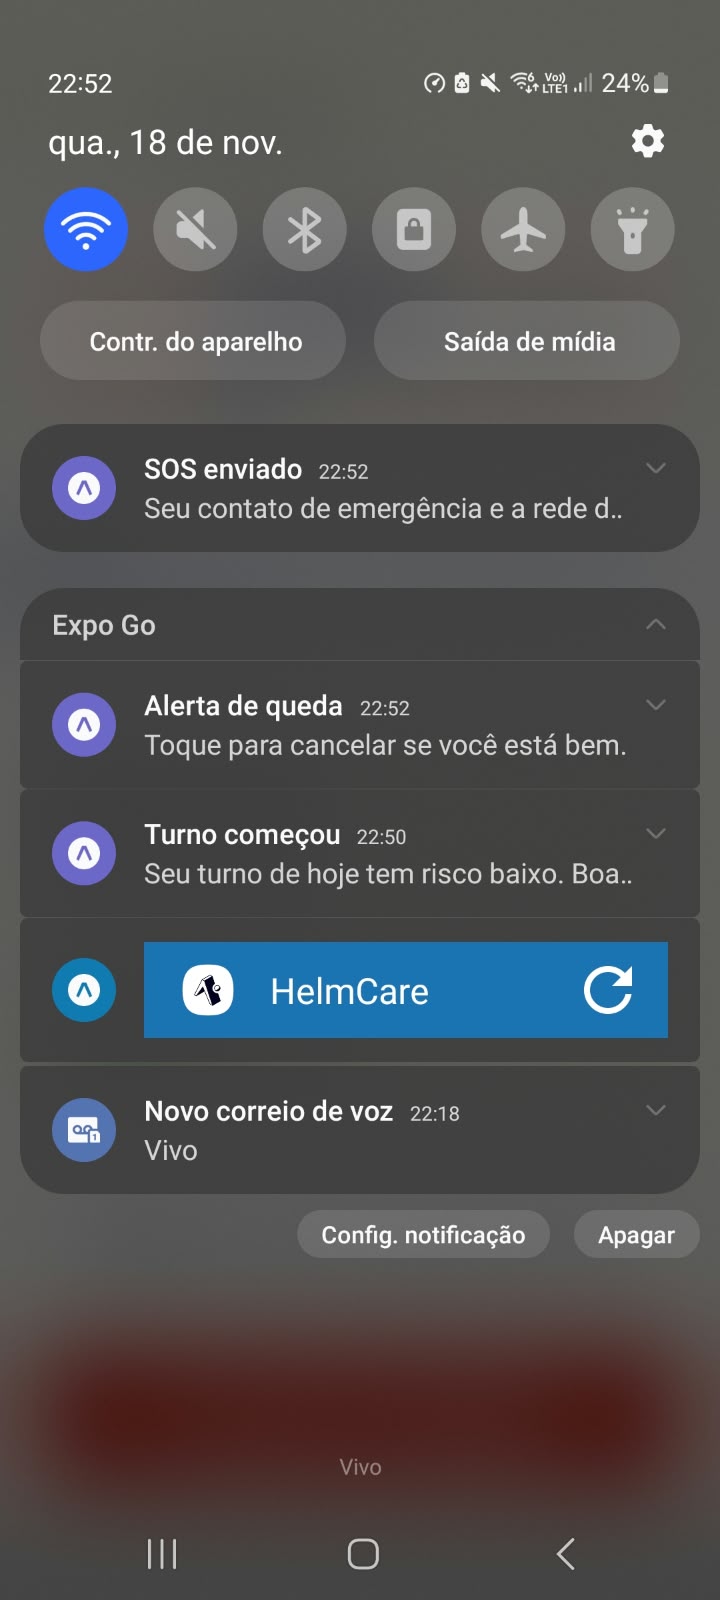 22:52
Vo)) LTE1 24%
qua., 18 de nov.
Contr. do aparelho
Saída de mídia
SOS enviado 22:52
Seu contato de emergência e a rede d..
Expo Go
Alerta de queda 22:52
Toque para cancelar se você está bem.
Turno começou 22:50
Seu turno de hoje tem risco baixo. Boa..
HelmCare
Novo correio de voz 22:18
Vivo
Config. notificação
Apagar
Vivo